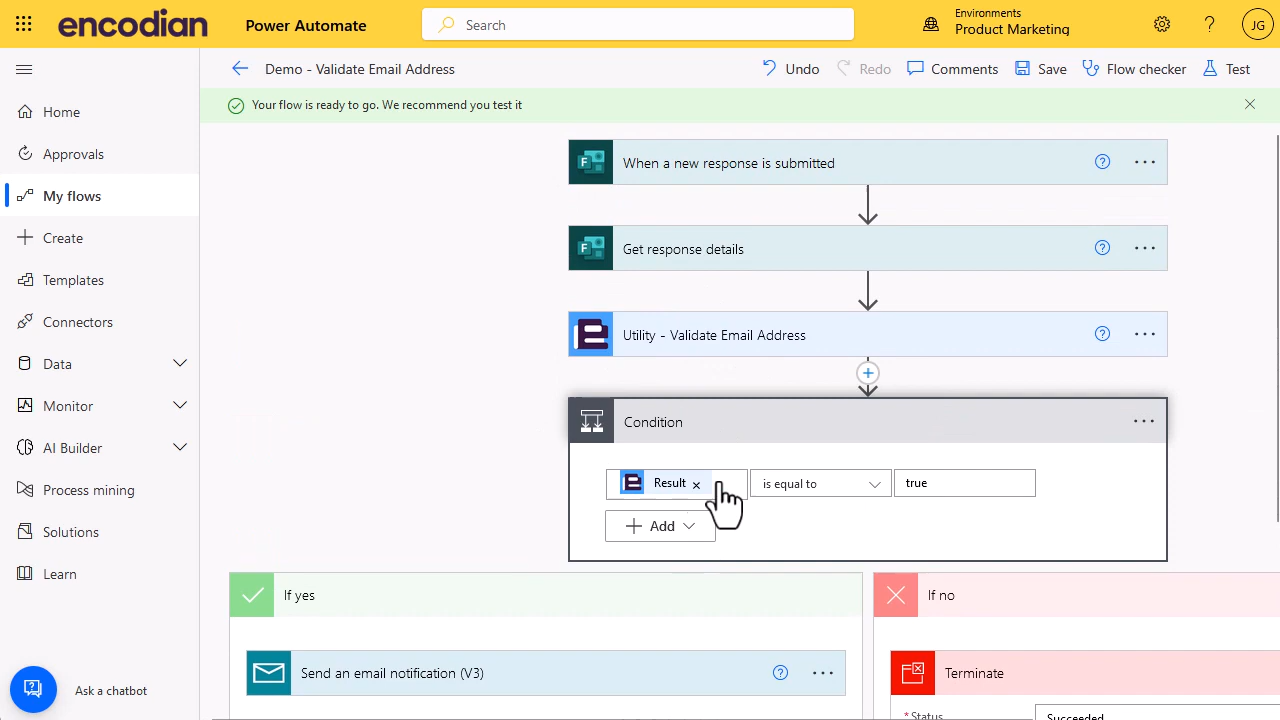 encodian
Power Automate
Search
Environments
Product Marketing
?
JG
Demo - Validate Email Address
Undo
Redo
Comments
Save
Flow checker
Test
Your flow is ready to go. We recommend you test it
Home
Approvals
My flows
Create
Templates
Connectors
Data
Monitor
AI Builder
Process mining
Solutions
Learn
Ask a chatbot
When a new response is submitted
Get response details
Utility - Validate Email Address
Condition
Result
is equal to
true
Add
If yes
If no
Send an email notification (V3)
Terminate
* Status
Succeeded